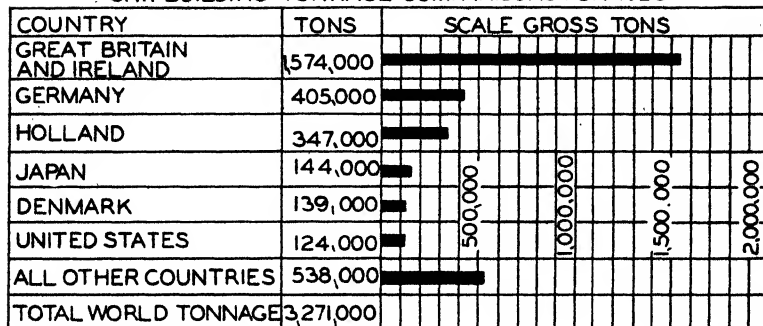 COUNTRY TONS SCALE GROSS TONS
GREAT BRITAIN
AND IRELAND 1,574,000
GERMANY 405,000
HOLLAND 347,000
JAPAN 144,000
DENMARK 139,000
UNITED STATES 124,000
ALL OTHER COUNTRIES 538,000
TOTAL WORLD TONNAGE 3,271,000
500,000
1,000,000
1,500.000
2,000.000